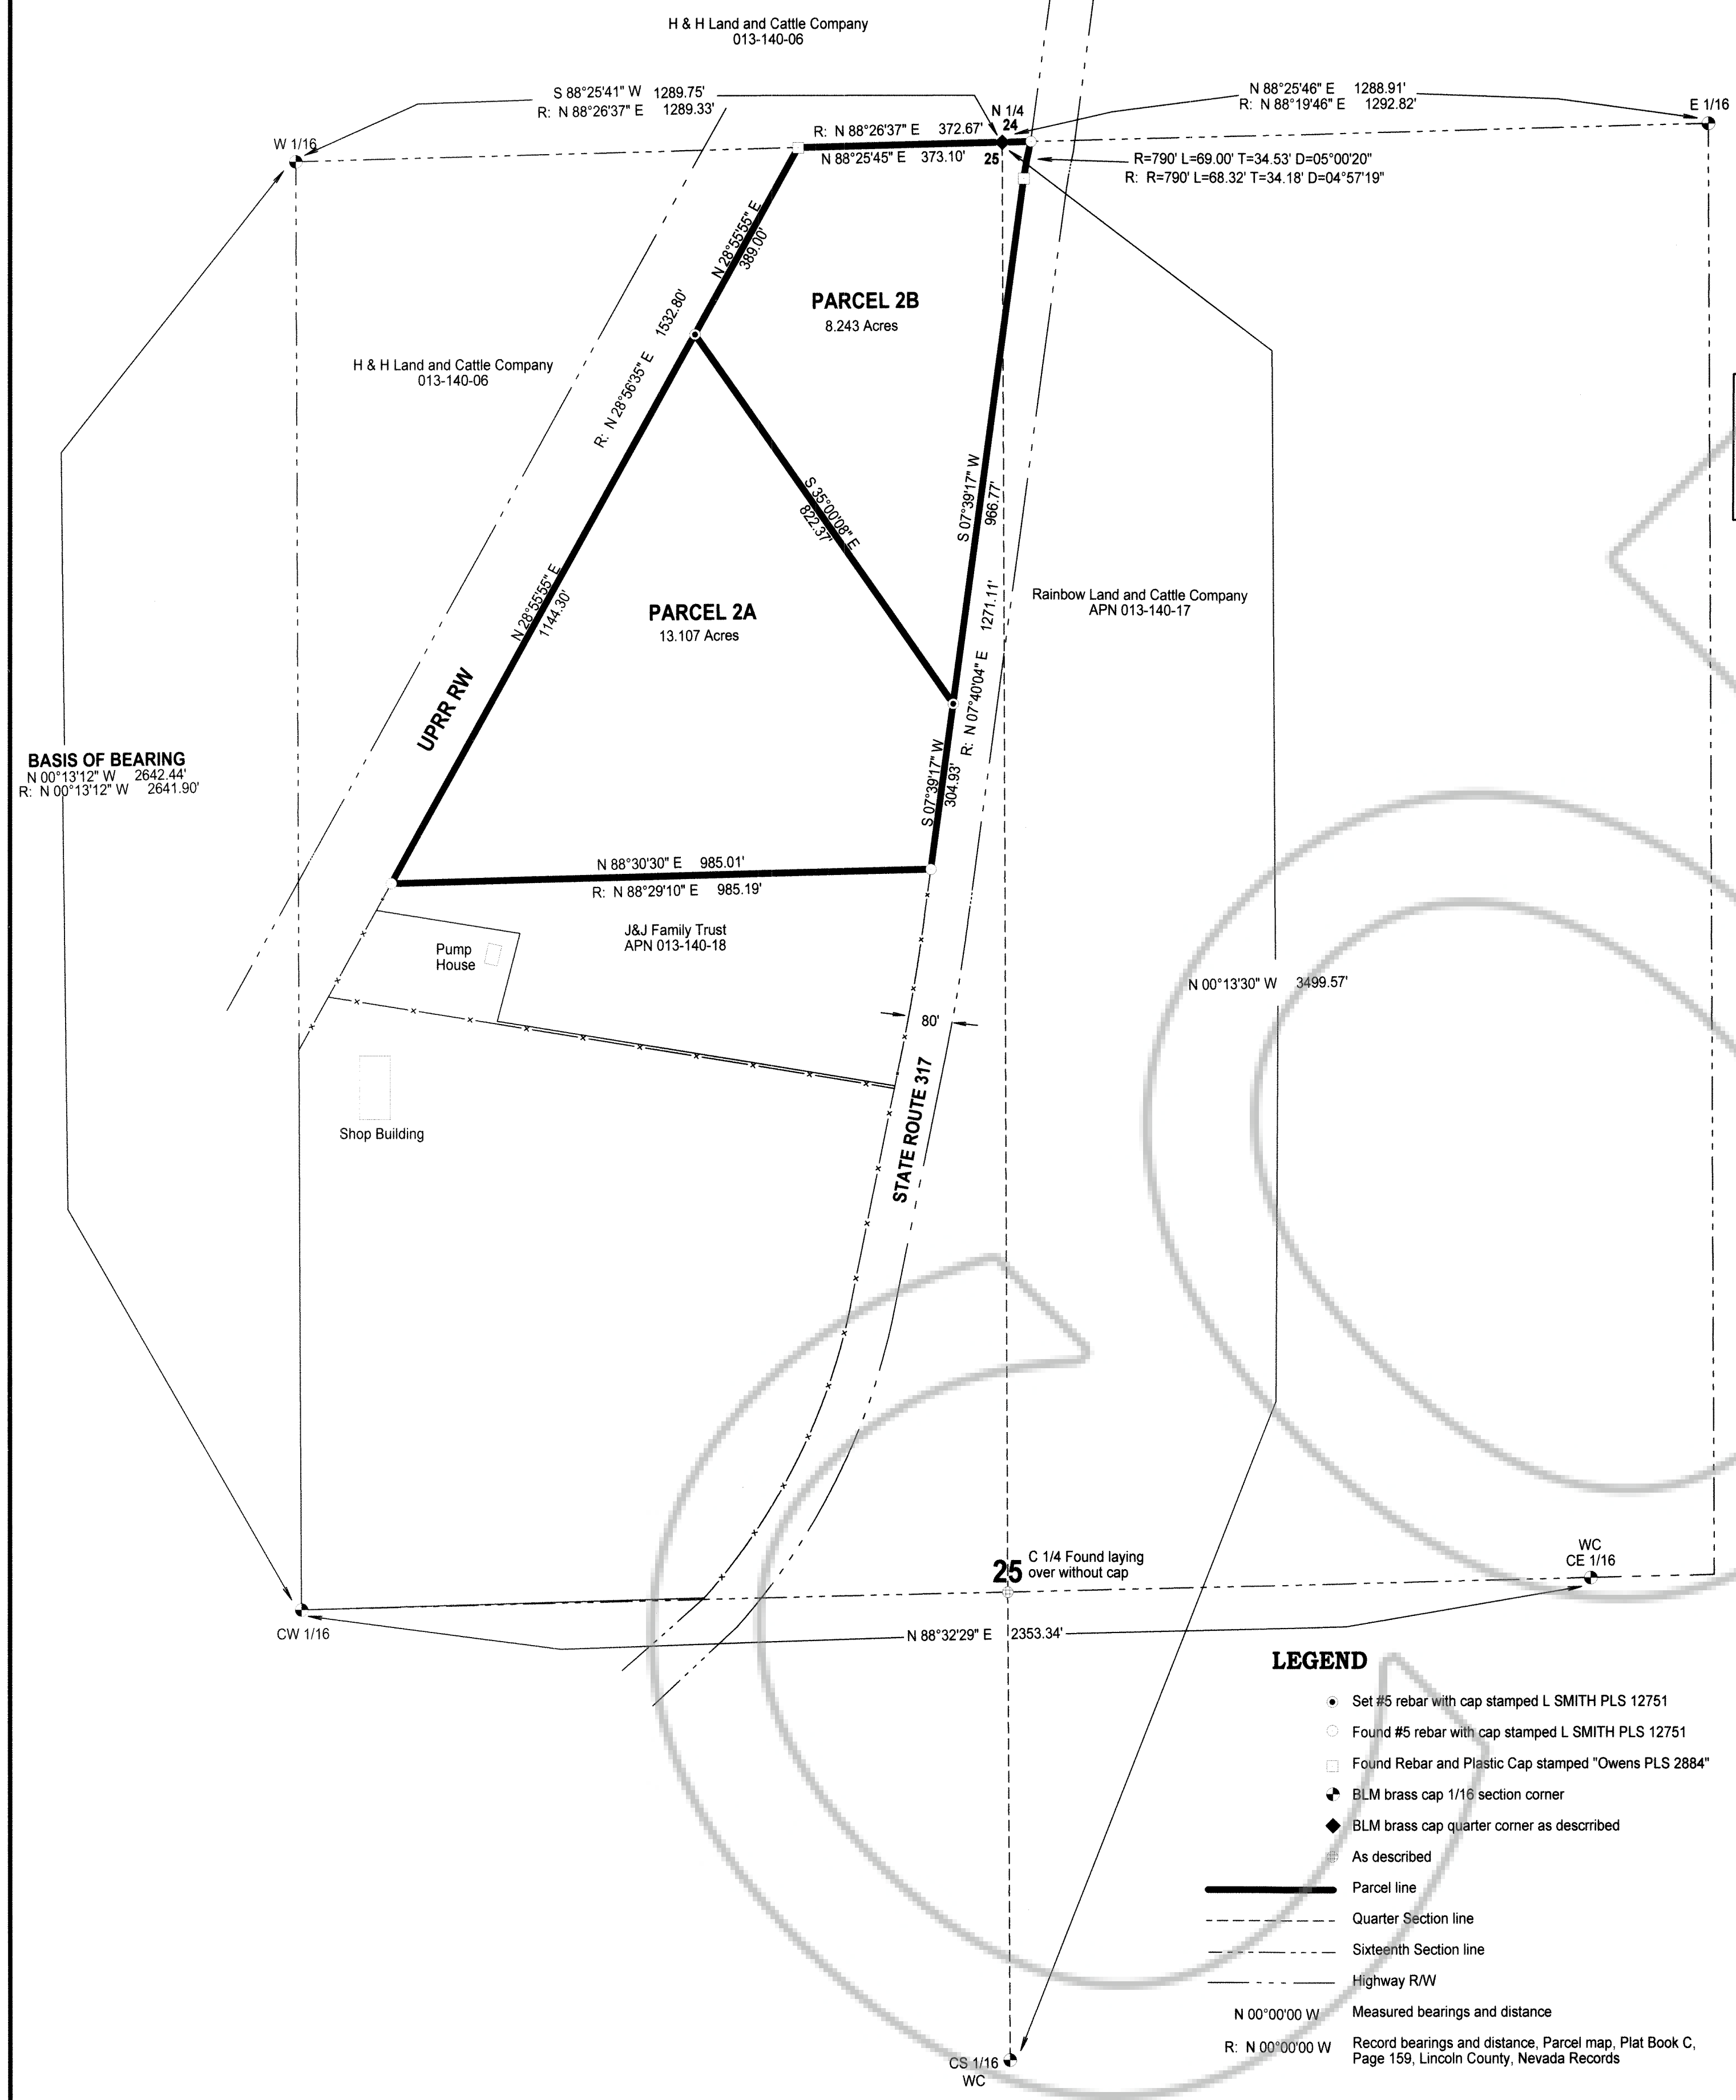 H & H Land and Cattle Company
013-140-06
S 88°25'41" W 1289.75'
R: N 88°26'37" E 1289.33'
N 88°25'46" E 1288.91'
R: N 88°19'46" E 1292.82'
E 1/16
W 1/16
R: N 88°26'37" E 372.67'
N 88°25'45" E 373.10'
N 1/4
24
25
R=790' L=69.00' T=34.53' D=05°00'20"
R: R=790' L=68.32' T=34.18' D=04°57'19"
N 28°55'55" E
389.00'
PARCEL 2B
8.243 Acres
R: N 28°56'35" E 1532.80'
H & H Land and Cattle Company
013-140-06
S 35°00'08" E
822.37'
S 07°39'17" W
966.77'
N 28°55'55" E
1144.30'
PARCEL 2A
13.107 Acres
R: N 07°40'04" E 1271.11'
Rainbow Land and Cattle Company
APN 013-140-17
UPRR RW
BASIS OF BEARING
N 00°13'12" W 2642.44'
R: N 00°13'12" W 2641.90'
S 07°39'17" W
304.93'
N 88°30'30" E 985.01'
R: N 88°29'10" E 985.19'
J&J Family Trust
APN 013-140-18
Pump
House
N 00°13'30" W 3499.57'
80'
STATE ROUTE 317
Shop Building
25
C 1/4 Found laying
over without cap
WC
CE 1/16
CW 1/16
N 88°32'29" E 2353.34'
LEGEND
Set #5 rebar with cap stamped L SMITH PLS 12751
Found #5 rebar with cap stamped L SMITH PLS 12751
Found Rebar and Plastic Cap stamped "Owens PLS 2884"
BLM brass cap 1/16 section corner
BLM brass cap quarter corner as descrribed
As described
Parcel line
Quarter Section line
Sixteenth Section line
Highway R/W
N 00°00'00 W Measured bearings and distance
R: N 00°00'00 W Record bearings and distance, Parcel map, Plat Book C,
Page 159, Lincoln County, Nevada Records
CS 1/16
WC